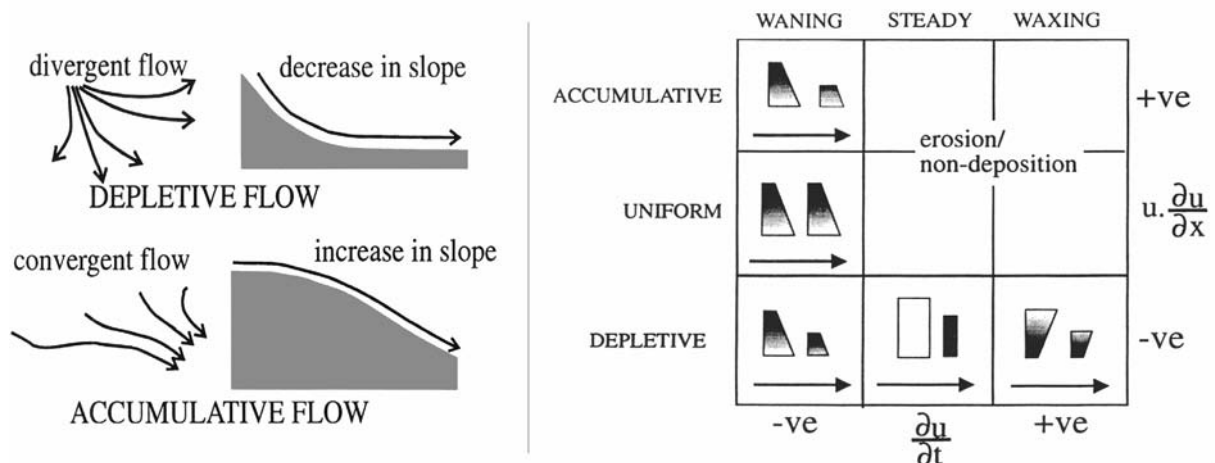 divergent flow
decrease in slope
DEPLETIVE FLOW
convergent flow
increase in slope
ACCUMULATIVE FLOW
WANING STEADY WAXING
ACCUMULATIVE
+ve
erosion/
non-deposition
UNIFORM
u. ∂u
∂x
DEPLETIVE
-ve
-ve
∂u
∂t
+ve